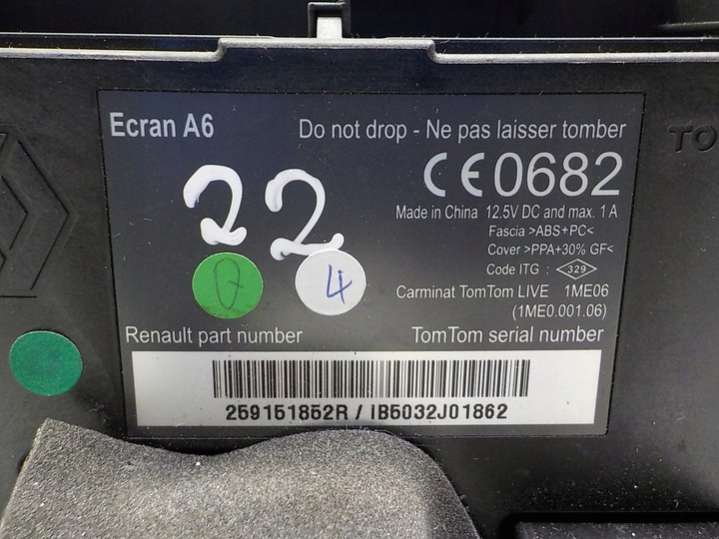 Ecran A6
Do not drop - Ne pas laisser tomber
CE0682
22
Made in China 12.5V DC and max. 1 A
Fascia >ABS+PC<
Cover >PPA+30% GF<
Code ITG : <329>
0
4
Carminat TomTom LIVE 1ME06
(1ME0.001.06)
Renault part number
TomTom serial number
259151852R / IB5032J01862
TO